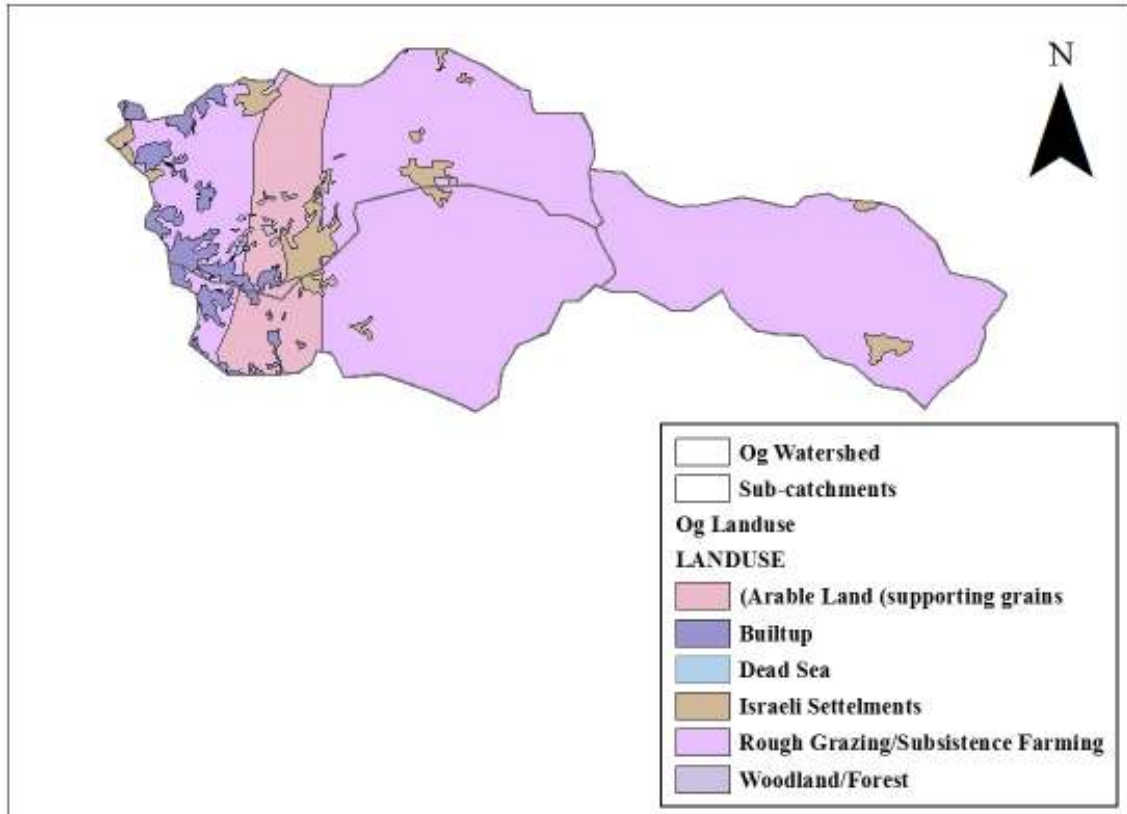 N
Og Watershed
Sub-catchments
Og Landuse
LANDUSE
(Arable Land (supporting grains
Builtup
Dead Sea
Israeli Settelments
Rough Grazing/Subsistence Farming
Woodland/Forest